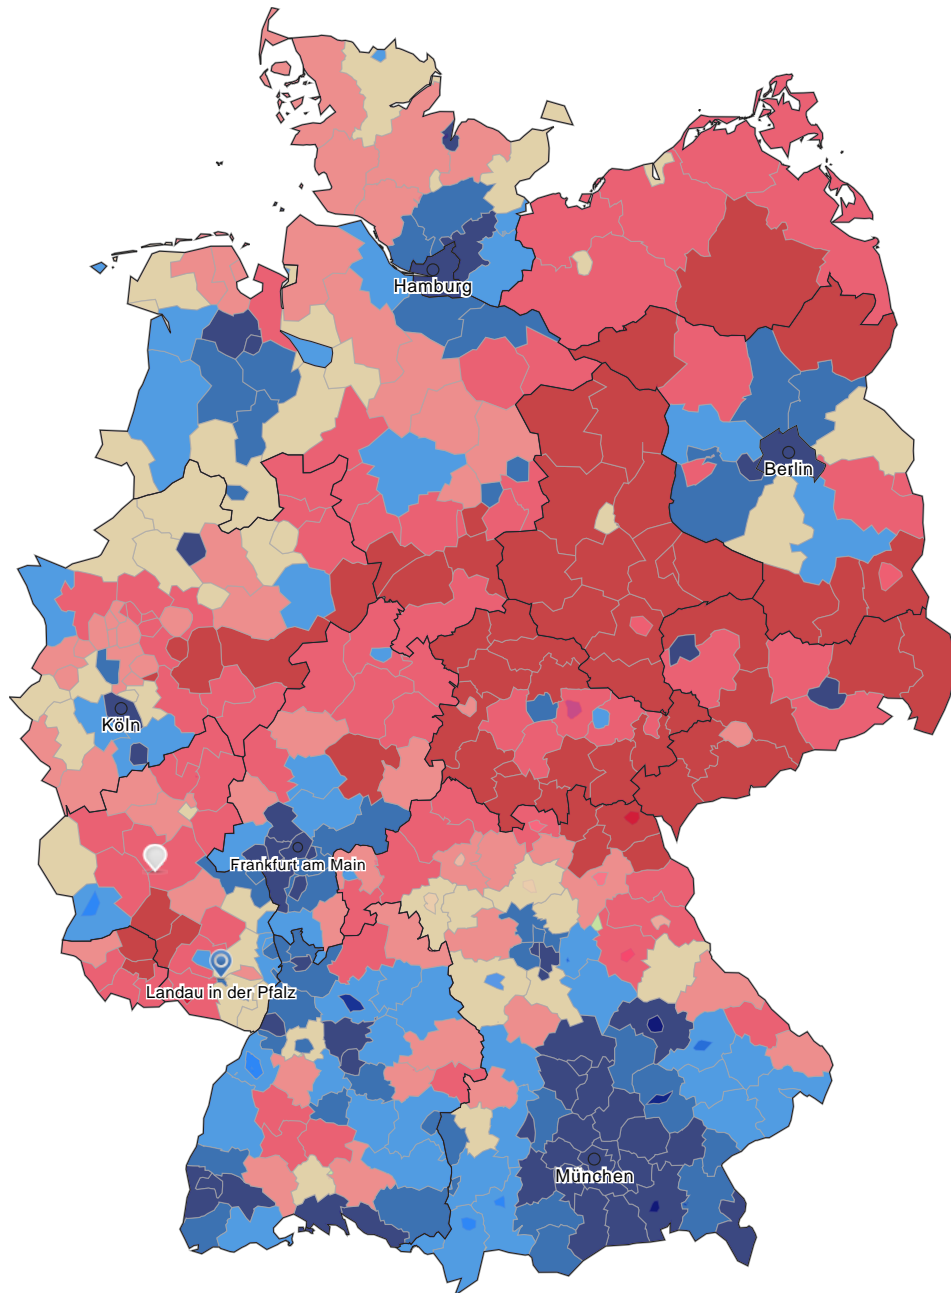 Hamburg
Berlin
Köln
Frankfurt am Main
Landau in der Pfalz
München